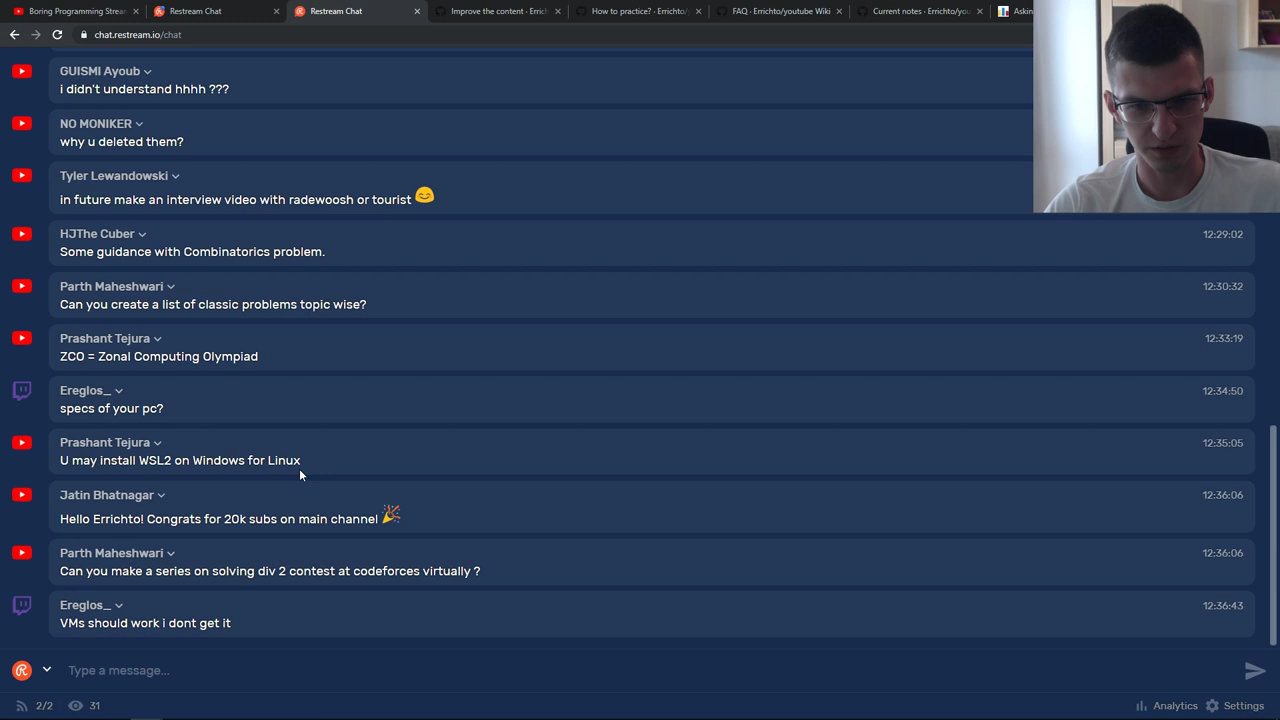 Boring Programming Strea
Restream Chat
Restream Chat
Improve the content · Errich
How to practice? · Errichto/y
FAQ · Errichto/youtube Wiki
Current notes · Errichto/you
Askin
chat.restream.io/chat
GUISMI Ayoub
i didn't understand hhhh ???
NO MONIKER
why u deleted them?
Tyler Lewandowski
in future make an interview video with radewoosh or tourist 😊
HJThe Cuber
12:29:02
Some guidance with Combinatorics problem.
Parth Maheshwari
12:30:32
Can you create a list of classic problems topic wise?
Prashant Tejura
12:33:19
ZCO = Zonal Computing Olympiad
Ereglos_
12:34:50
specs of your pc?
Prashant Tejura
12:35:05
U may install WSL2 on Windows for Linux
Jatin Bhatnagar
12:36:06
Hello Errichto! Congrats for 20k subs on main channel 🎉
Parth Maheshwari
12:36:06
Can you make a series on solving div 2 contest at codeforces virtually ?
Ereglos_
12:36:43
VMs should work i dont get it
Type a message...
2/2
31
Analytics
Settings